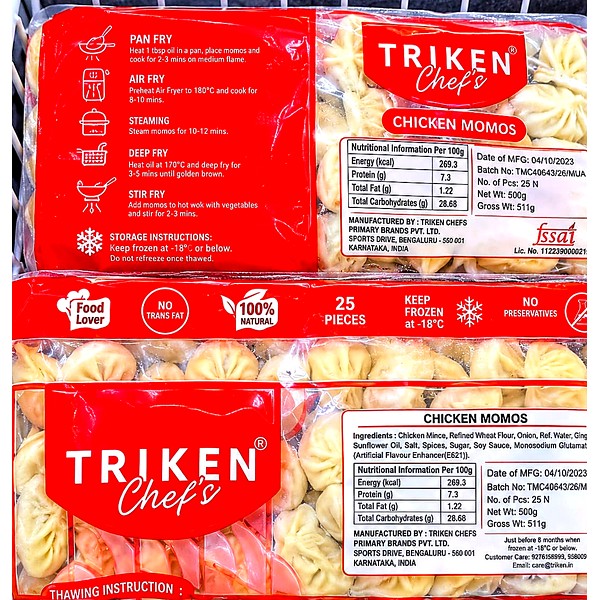 PAN FRY
Heat 1 tbsp oil in a pan, place momos and
cook for 2-3 mins on medium flame.
AIR FRY
Preheat Air Fryer to 180°C and cook for
8-10 mins.
STEAMING
Steam momos for 10-12 mins.
DEEP FRY
Heat oil at 170°C and deep fry for
3-5 mins until golden brown.
STIR FRY
Add momos to hot wok with vegetables
and stir for 2-3 mins.
STORAGE INSTRUCTIONS:
Keep frozen at -18°C or below.
Do not refreeze once thawed.
TRIKEN®
Chef's
CHICKEN MOMOS
Nutritional Information Per 100g
Energy (kcal) 269.3
Protein (g) 7.3
Total Fat (g) 1.22
Total Carbohydrates (g) 28.68
MANUFACTURED BY : TRIKEN CHEFS
PRIMARY BRANDS PVT. LTD.
SPORTS DRIVE, BENGALURU - 560 001
KARNATAKA, INDIA
Date of MFG: 04/10/2023
Batch No: TMC40643/26/MUA
No. of Pcs: 25 N
Net Wt: 500g
Gross Wt: 511g
fssai
Lic. No. 1122390000219
Food
Lover
NO
TRANS FAT
100%
NATURAL
25
PIECES
KEEP
FROZEN
at -18°C
NO
PRESERVATIVES
TRIKEN®
Chef's
THAWING INSTRUCTION :
CHICKEN MOMOS
Ingredients : Chicken Mince, Refined Wheat Flour, Onion, Ref. Water, Ging
Sunflower Oil, Salt, Spices, Sugar, Soy Sauce, Monosodium Glutamat
(Artificial Flavour Enhancer(E621)).
Nutritional Information Per 100g
Energy (kcal) 269.3
Protein (g) 7.3
Total Fat (g) 1.22
Total Carbohydrates (g) 28.68
MANUFACTURED BY : TRIKEN CHEFS
PRIMARY BRANDS PVT. LTD.
SPORTS DRIVE, BENGALURU - 560 001
KARNATAKA, INDIA
Date of MFG: 04/10/2023
Batch No: TMC40643/26/M
No. of Pcs: 25 N
Net Wt: 500g
Gross Wt: 511g
Just before 8 months when
frozen at -18°C or below.
Customer Care: 9276158999, 958009
Email: care@triken.in